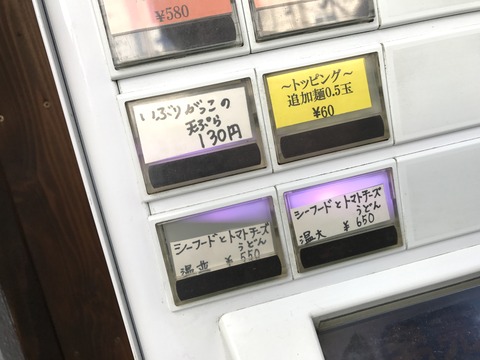 ¥580
いぶりがっこの
天ぷら
130円
～トッピング～
追加麺0.5玉
¥60
シーフードとトマトチーズ
うどん
温並 ¥550
シーフードとトマトチーズ
うどん
温大 ¥650